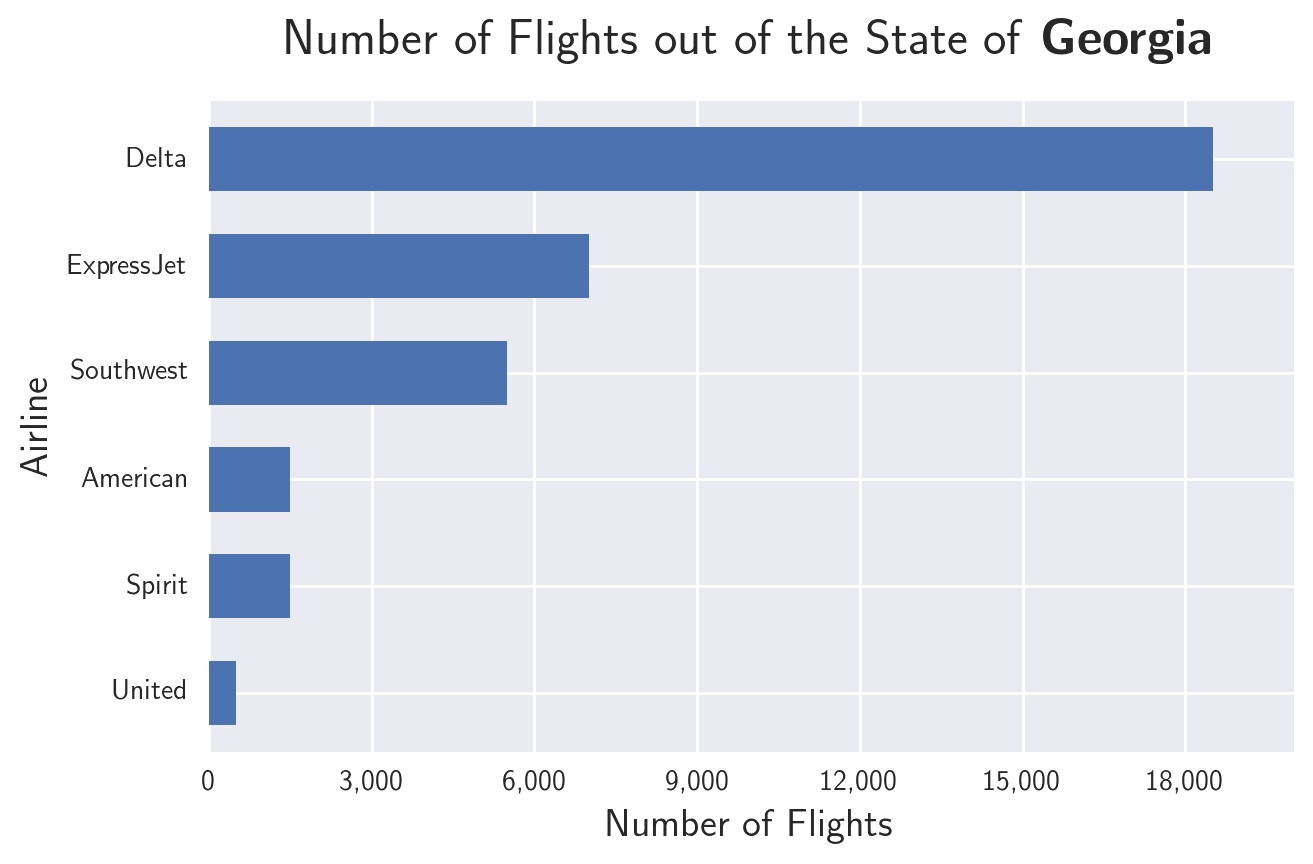 Number of Flights out of the State of Georgia
Delta
ExpressJet
Southwest
American
Spirit
United
Airline
0 3,000 6,000 9,000 12,000 15,000 18,000
Number of Flights